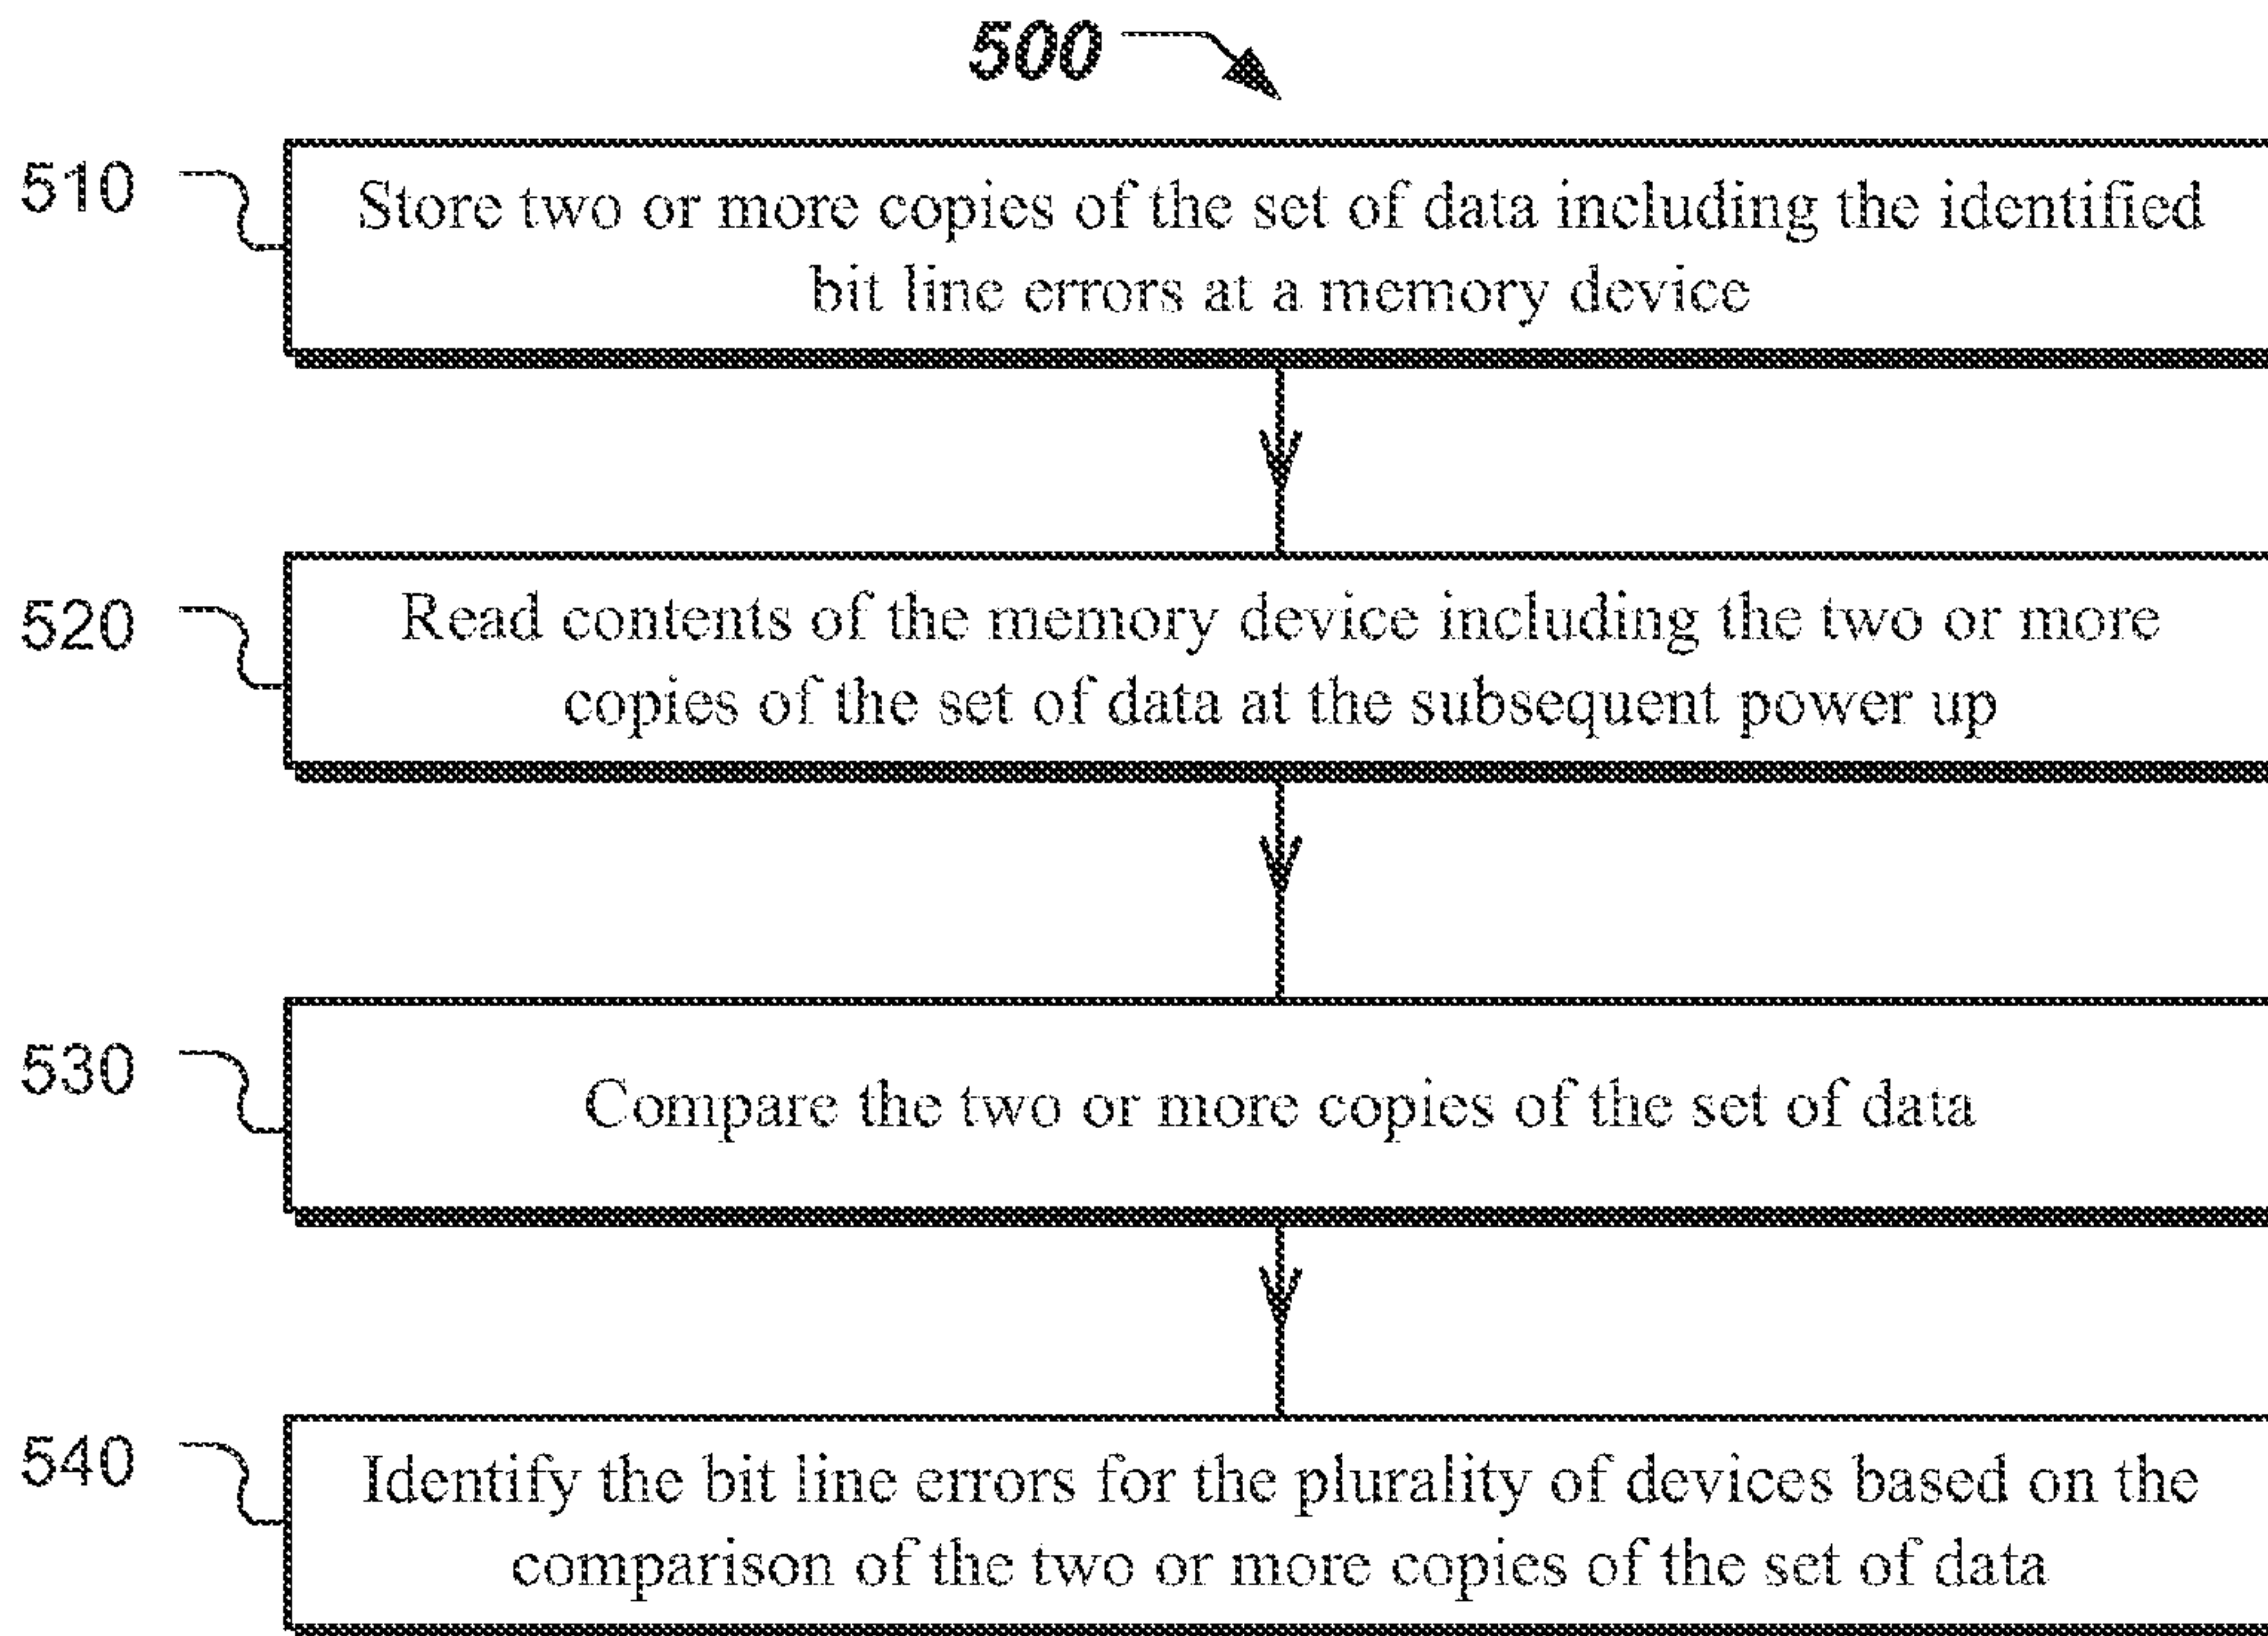 500
510
Store two or more copies of the set of data including the identified
bit line errors at a memory device
520
Read contents of the memory device including the two or more
copies of the set of data at the subsequent power up
530
Compare the two or more copies of the set of data
540
Identify the bit line errors for the plurality of devices based on the
comparison of the two or more copies of the set of data